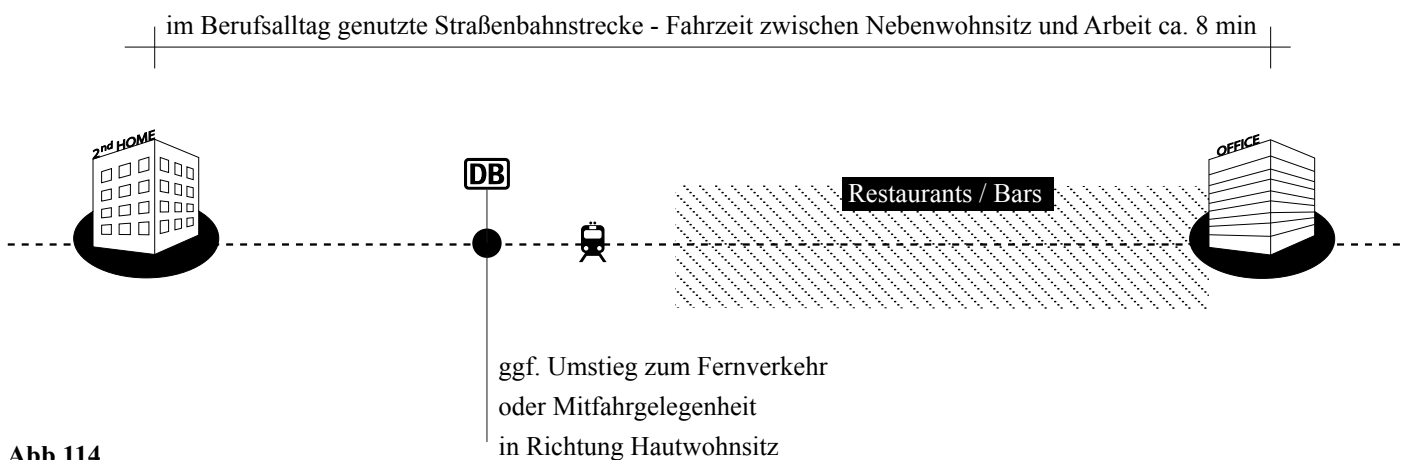 im Berufsalltag genutzte Straßenbahnstrecke - Fahrzeit zwischen Nebenwohnsitz und Arbeit ca. 8 min
2nd HOME
DB
Restaurants / Bars
OFFICE
ggf. Umstieg zum Fernverkehr
oder Mitfahrgelegenheit
in Richtung Hautwohnsitz
Abb 114